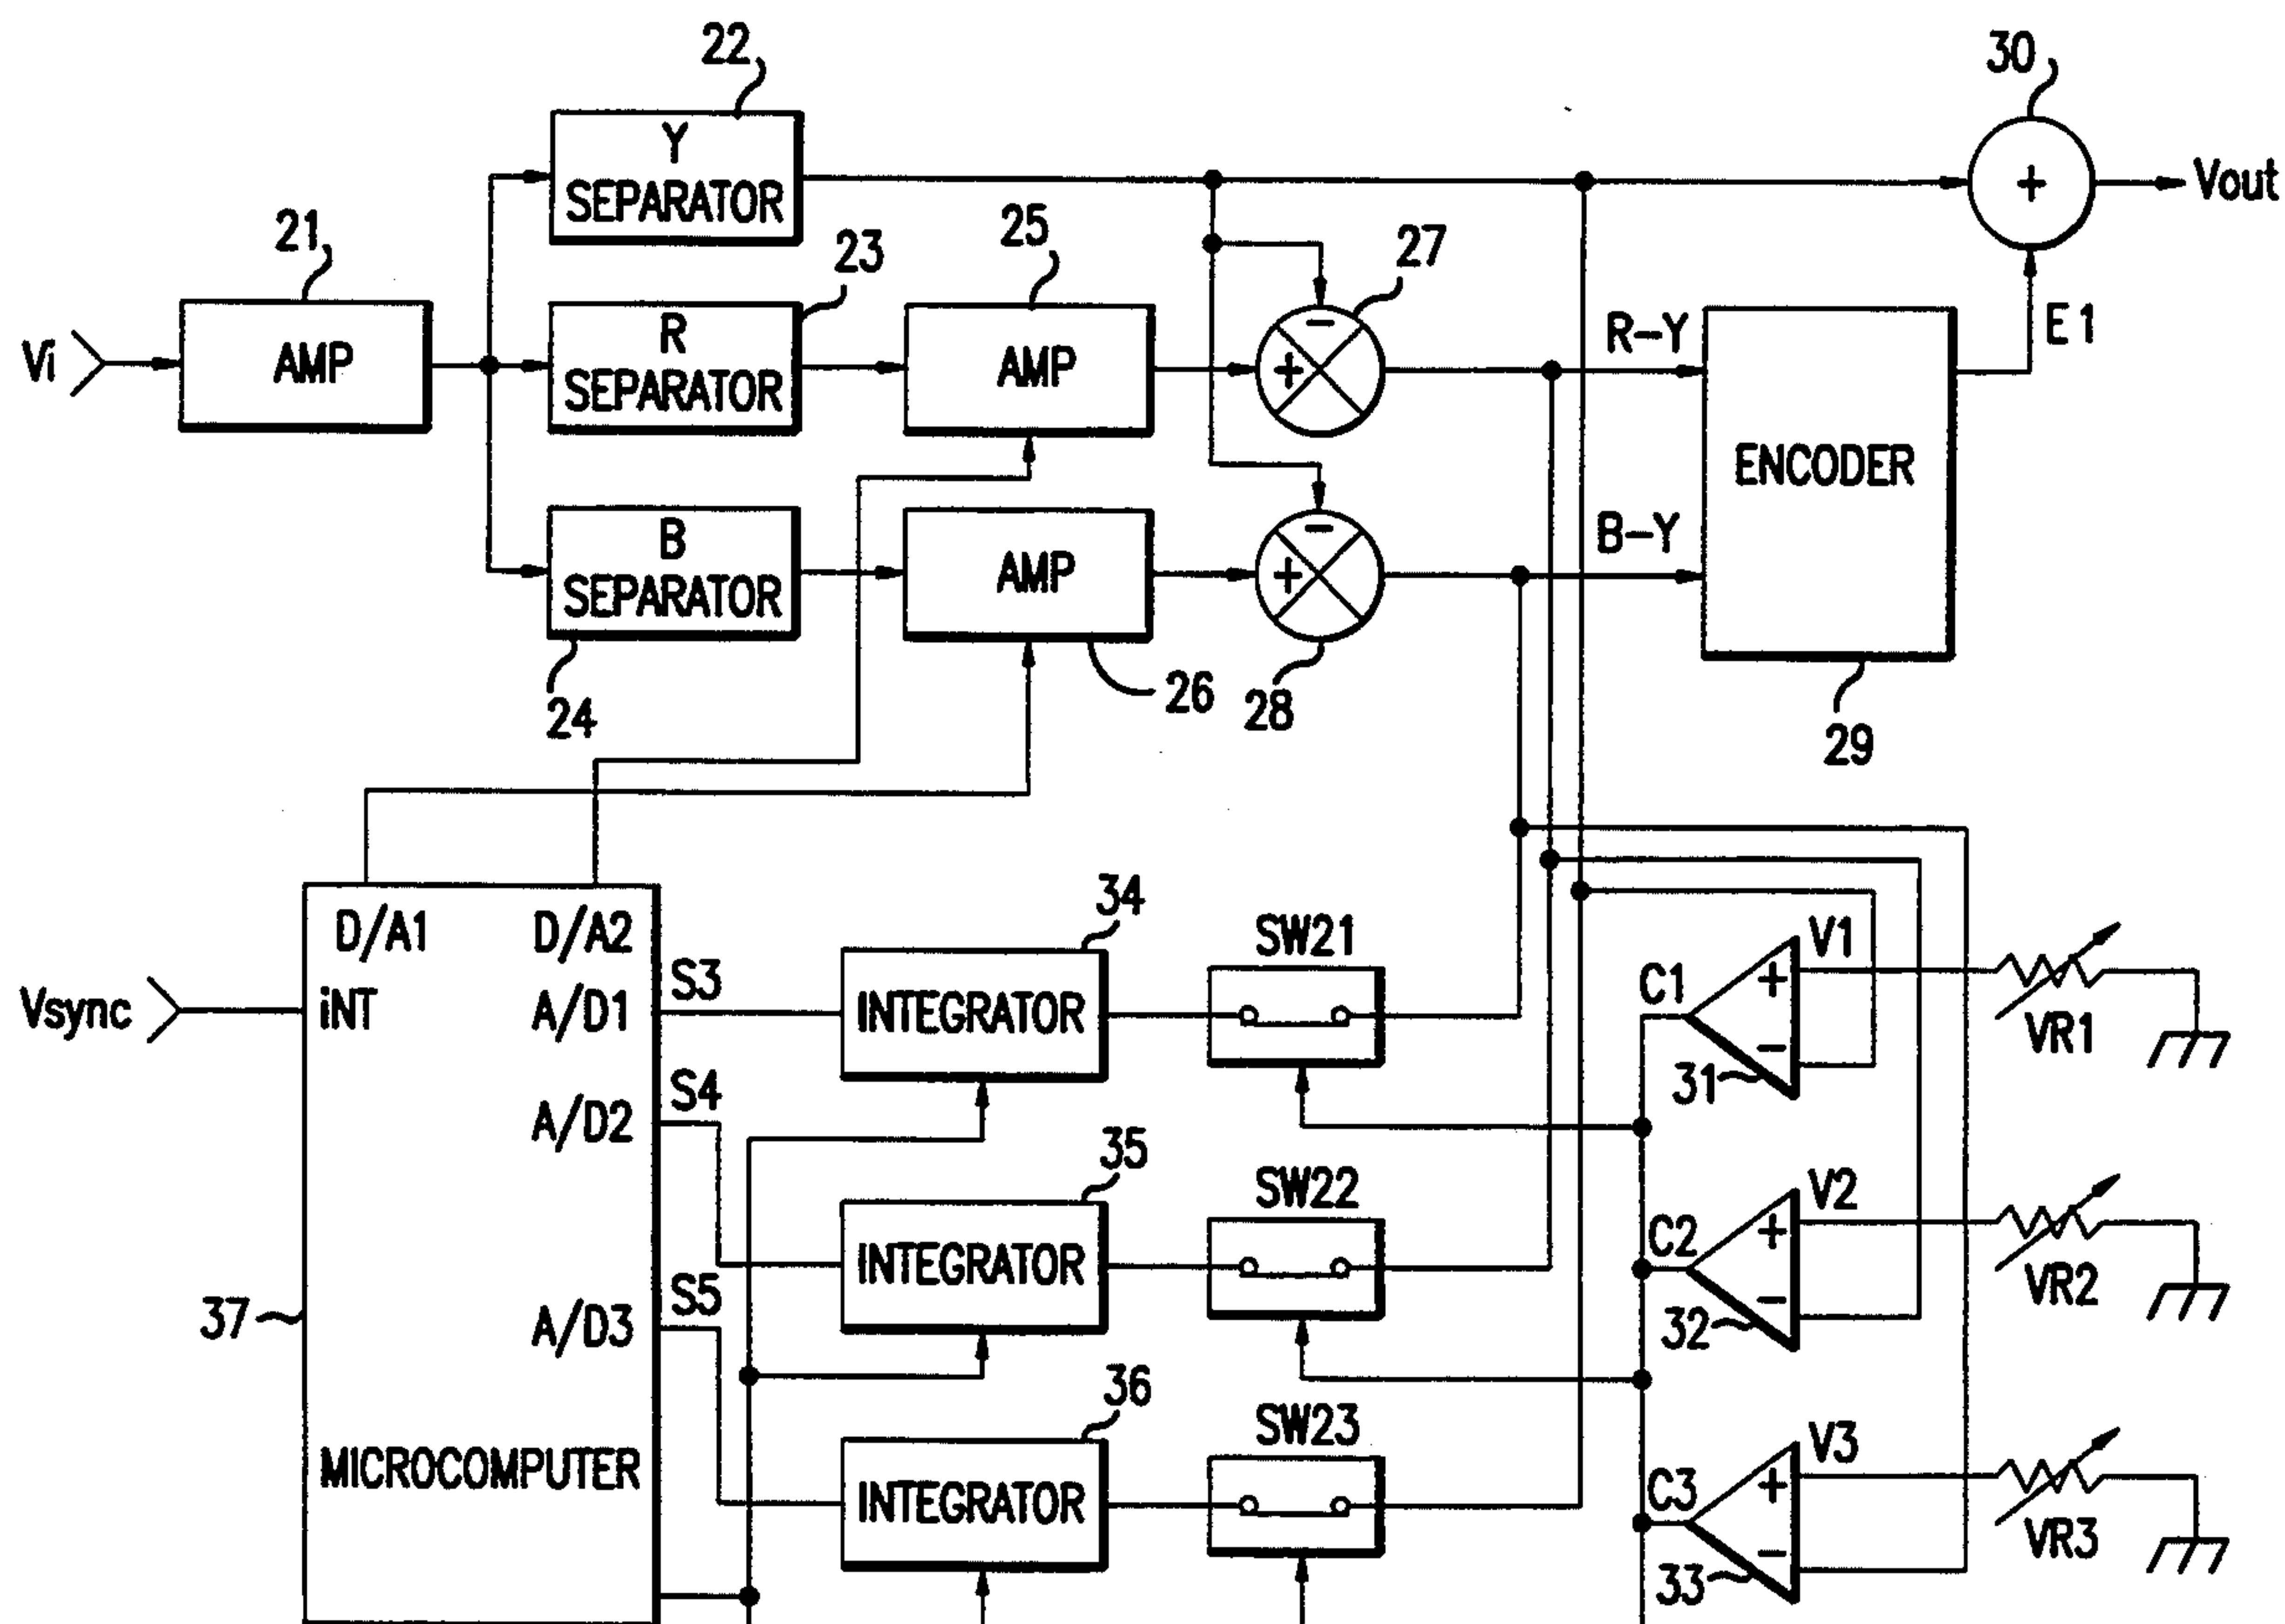 22
30
Y
SEPARATOR
Vout
21
23
25
27
R
SEPARATOR
R-Y
E1
Vi
AMP
AMP
ENCODER
B
SEPARATOR
AMP
B-Y
24
26
28
29
D/A1
D/A2
34
SW21
V1
S3
C1
Vsync
iNT
A/D1
INTEGRATOR
VR1
31
S4
A/D2
35
SW22
V2
C2
INTEGRATOR
VR2
S5
37
A/D3
32
36
SW23
V3
MICROCOMPUTER
INTEGRATOR
C3
VR3
33
+
+
-
+
-
+
-
+
-
+
-